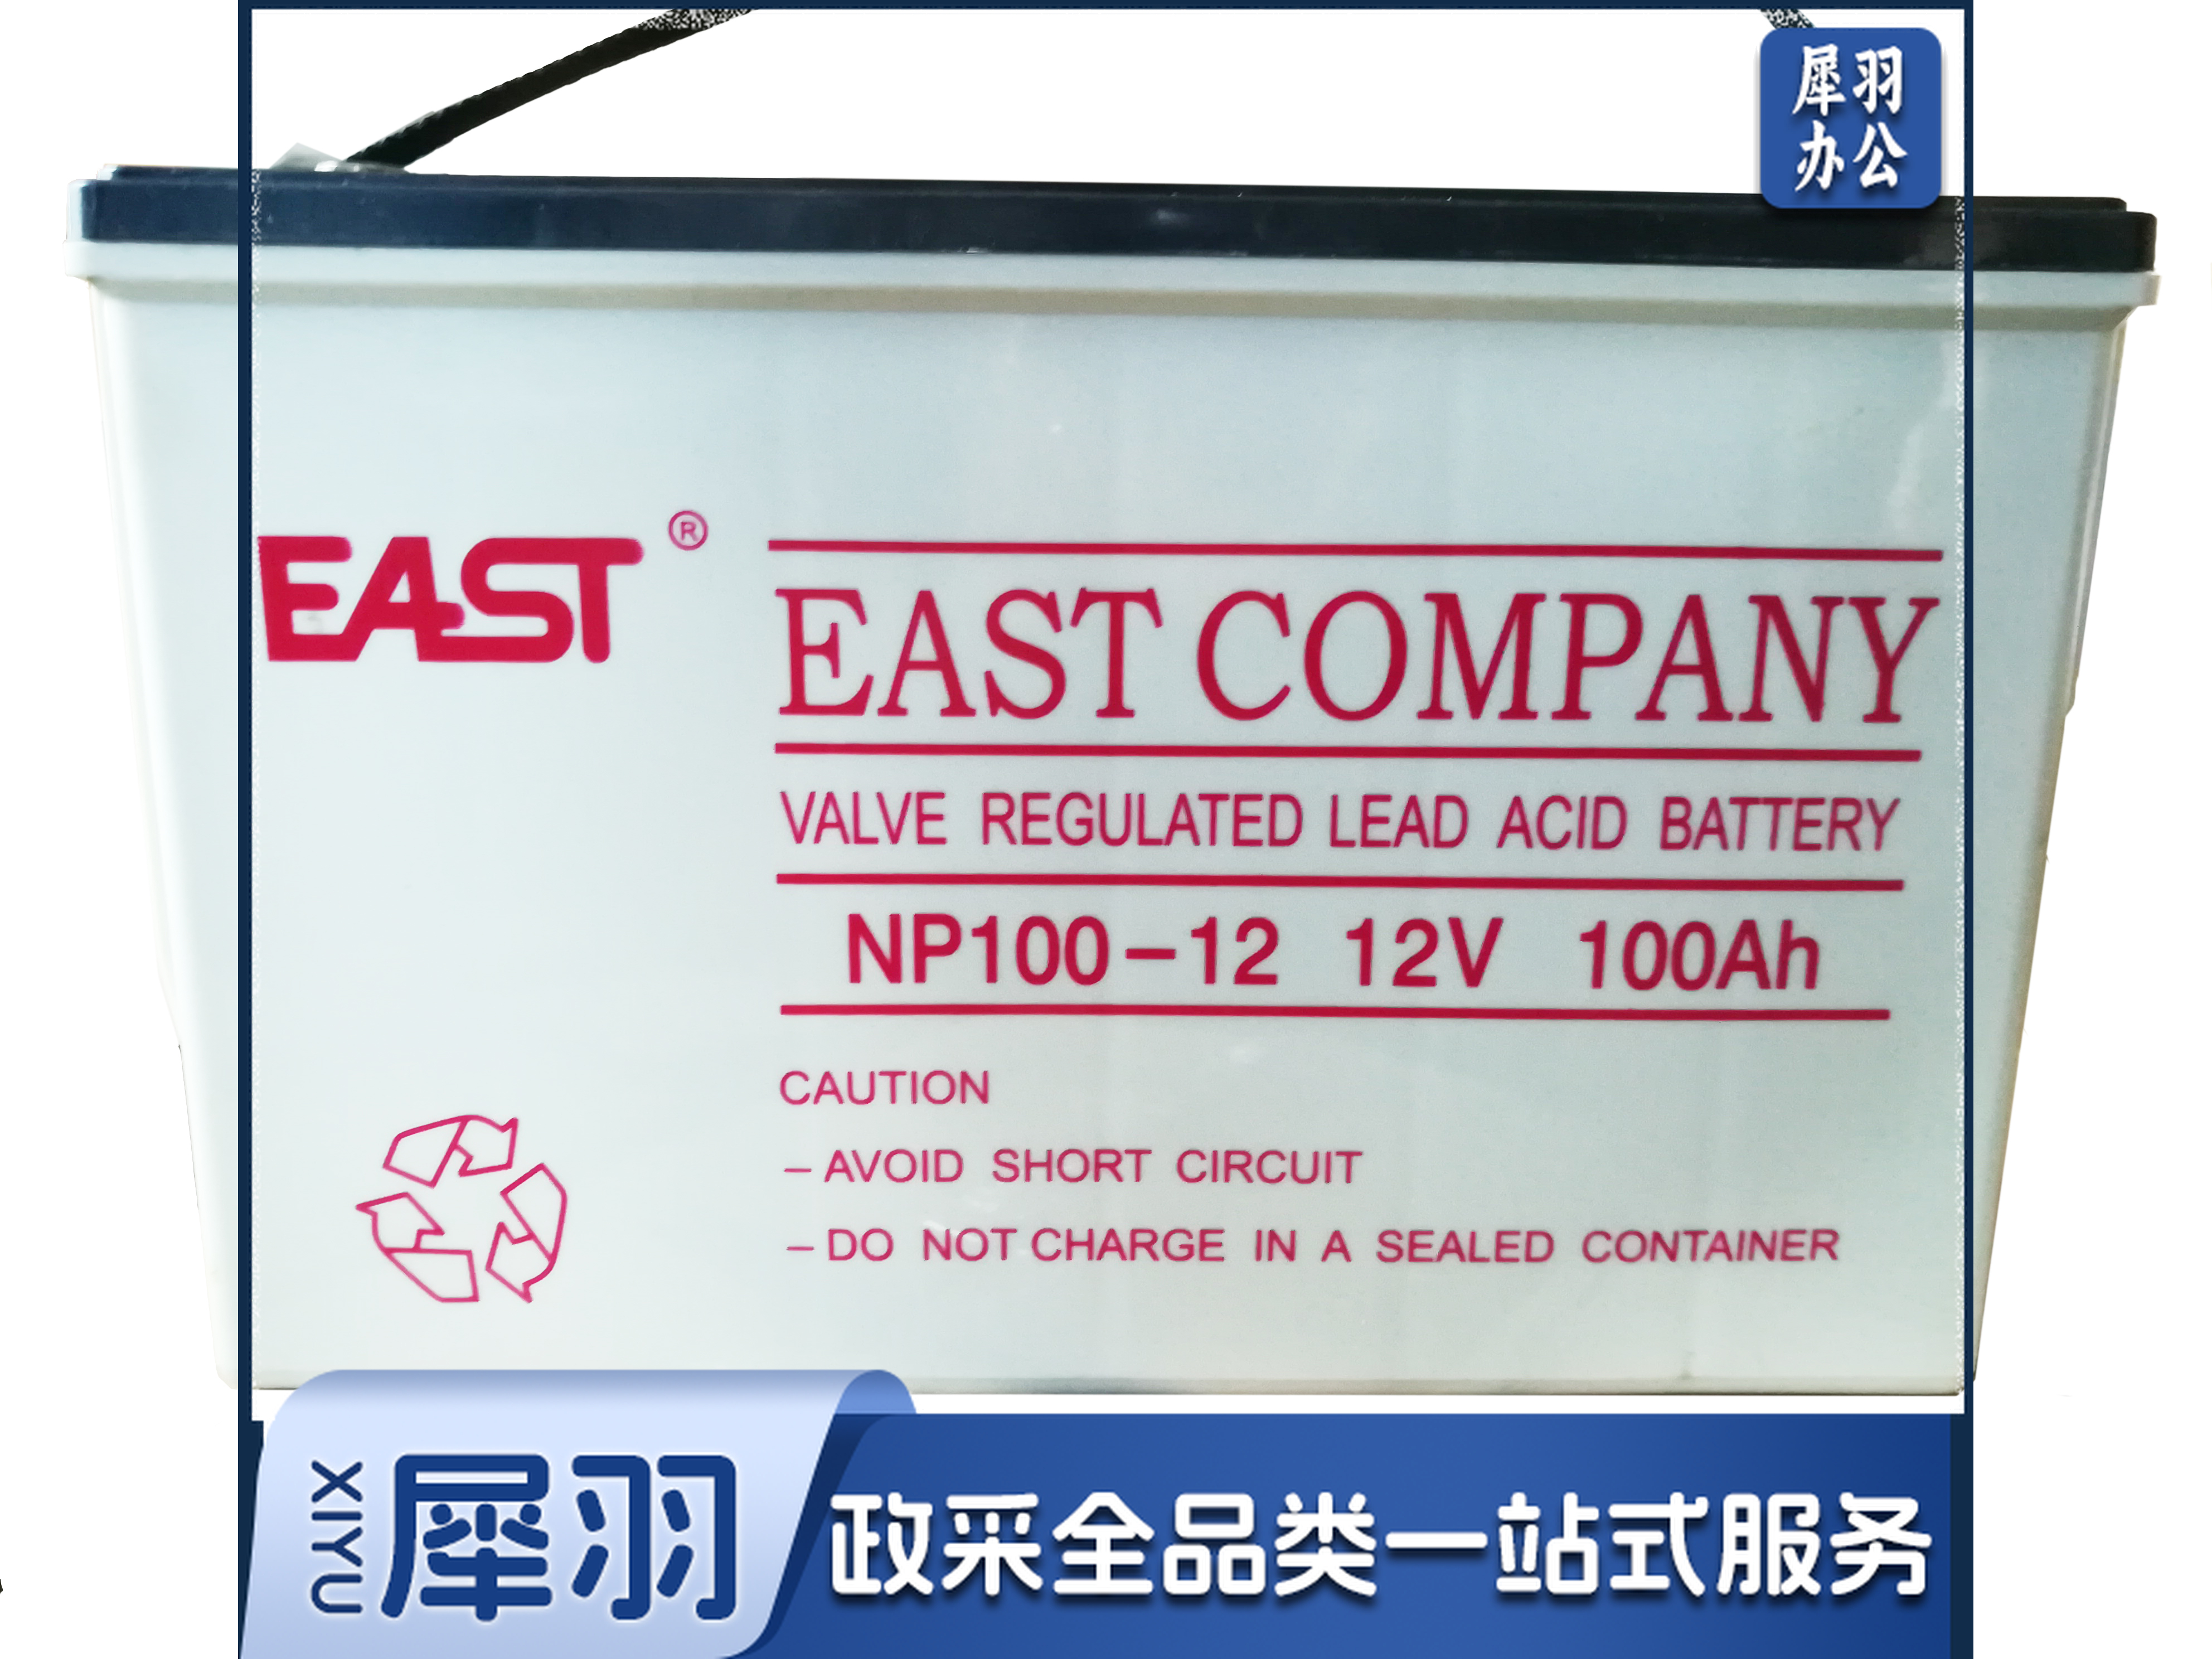 犀羽
办公
EAST®
EAST COMPANY
VALVE REGULATED LEAD ACID BATTERY
NP100-12 12V 100Ah
CAUTION
– AVOID SHORT CIRCUIT
– DO NOT CHARGE IN A SEALED CONTAINER
XIYU
犀羽
政采全品类一站式服务